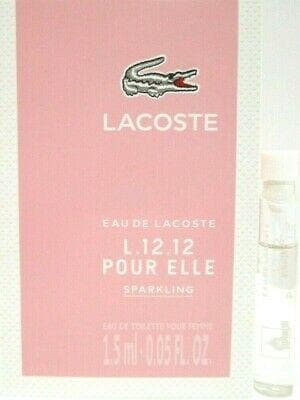 LACOSTE
EAU DE LACOSTE
L.12.12
POUR ELLE
SPARKLING
EAU DE TOILETTE POUR FEMME
1.5 ml - 0.05 FL. OZ.